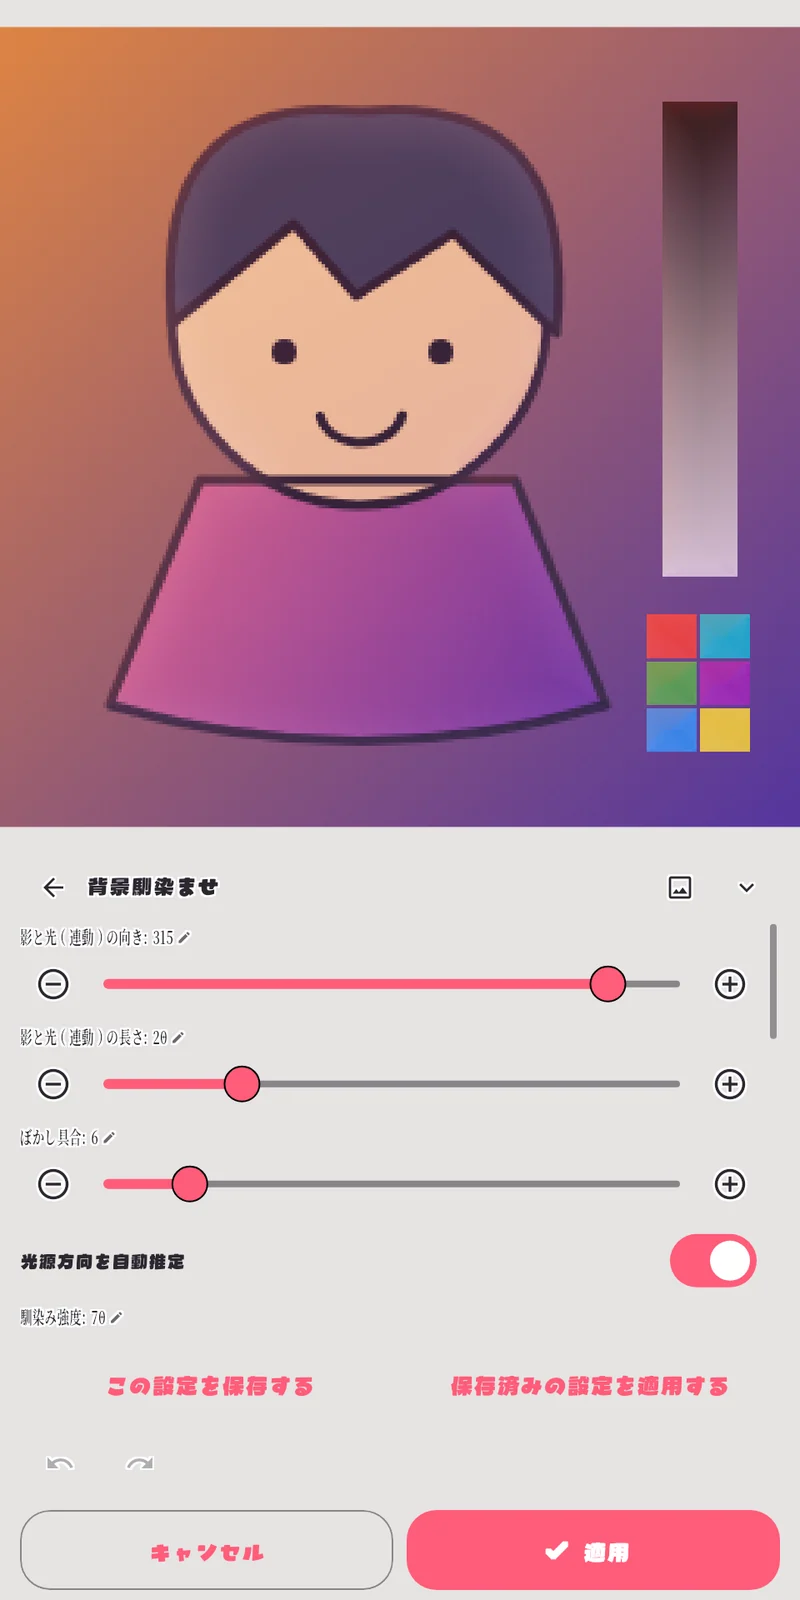 背景馴染ませ
影と光(連動)の向き: 315
影と光(連動)の長さ: 20
ぼかし具合: 6
光源方向を自動推定
馴染み強度: 70
この設定を保存する
保存済みの設定を適用する
キャンセル
適用